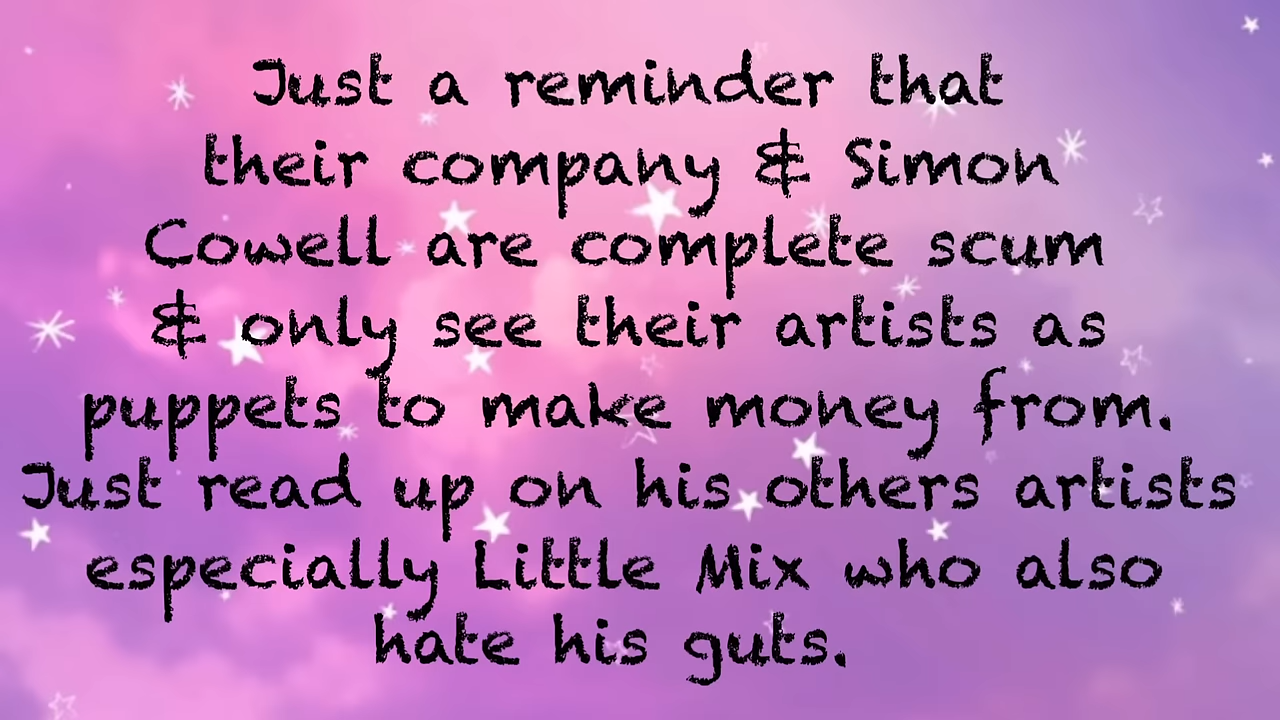 Just a reminder that
their company & Simon
Cowell are complete scum
& only see their artists as
puppets to make money from.
Just read up on his others artists
especially Little Mix who also
hate his guts.